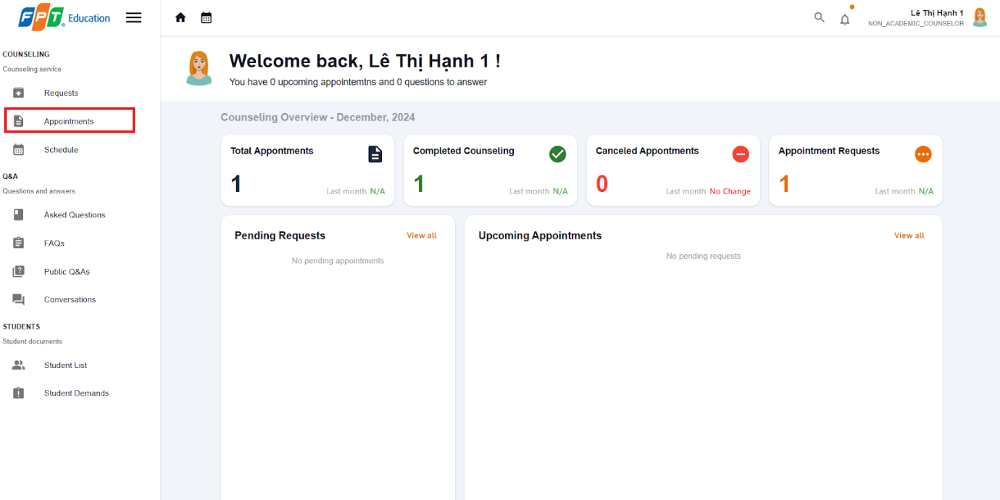 FPT Education
Lê Thị Hạnh 1
NON_ACADEMIC_COUNSELOR
COUNSELING
Counseling service
Requests
Appointments
Schedule
Q&A
Questions and answers
Asked Questions
FAQs
Public Q&As
Conversations
STUDENTS
Student documents
Student List
Student Demands
Welcome back, Lê Thị Hạnh 1 !
You have 0 upcoming appointemtns and 0 questions to answer
Counseling Overview - December, 2024
Total Appontments
1
Last month N/A
Completed Counseling
1
Last month N/A
Canceled Appontments
0
Last month No Change
Appointment Requests
1
Last month N/A
Pending Requests View all
No pending appointments
Upcoming Appointments View all
No pending requests